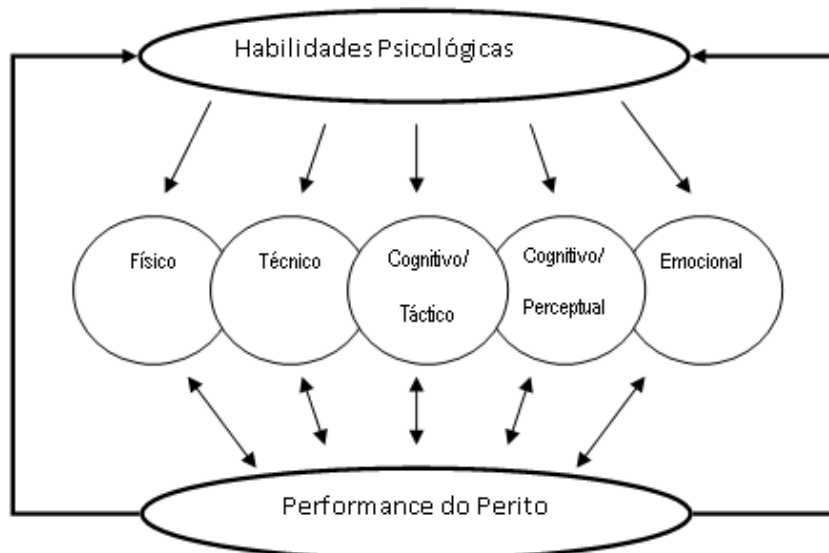 Habilidades Psicológicas
Físico
Técnico
Cognitivo/
Táctico
Cognitivo/
Perceptual
Emocional
Performance do Perito